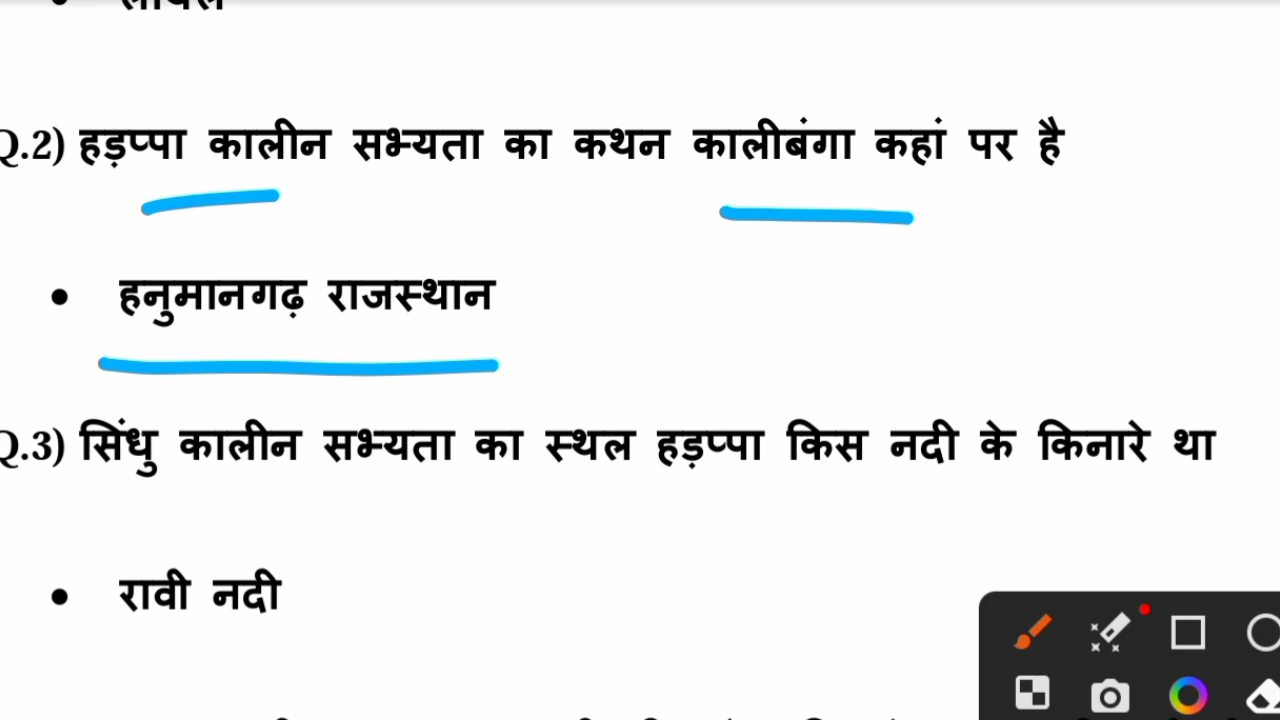 Q.2) हड़प्पा कालीन सभ्यता का कथन कालीबंगा कहां पर है
• हनुमानगढ़ राजस्थान
Q.3) सिंधु कालीन सभ्यता का स्थल हड़प्पा किस नदी के किनारे था
• रावी नदी